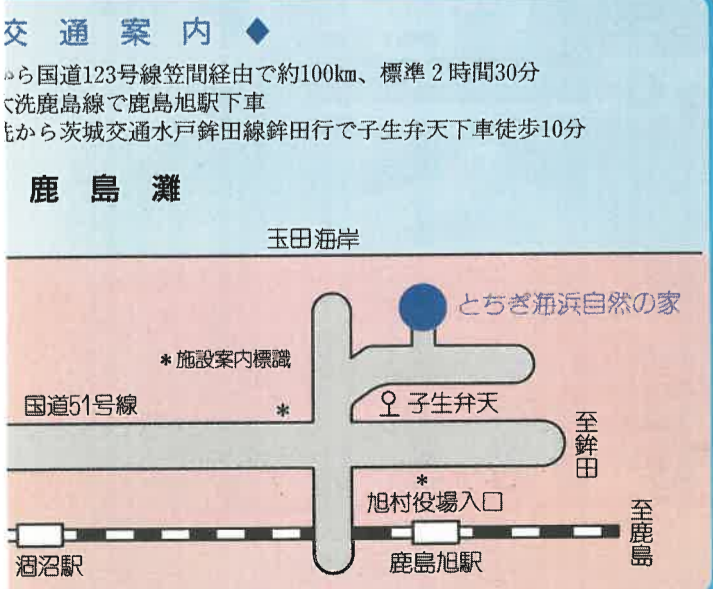 交通案内◆
から国道123号線笠間経由で約100km、標準2時間30分
大洗鹿島線で鹿島旭駅下車
から茨城交通水戸鉾田線鉾田行で子生弁天下車徒歩10分
鹿島灘
玉田海岸
とちぎ海浜自然の家
*施設案内標識
国道51号線
*
子生弁天
至鉾田
*
旭村役場入口
至鹿島
涸沼駅
鹿島旭駅